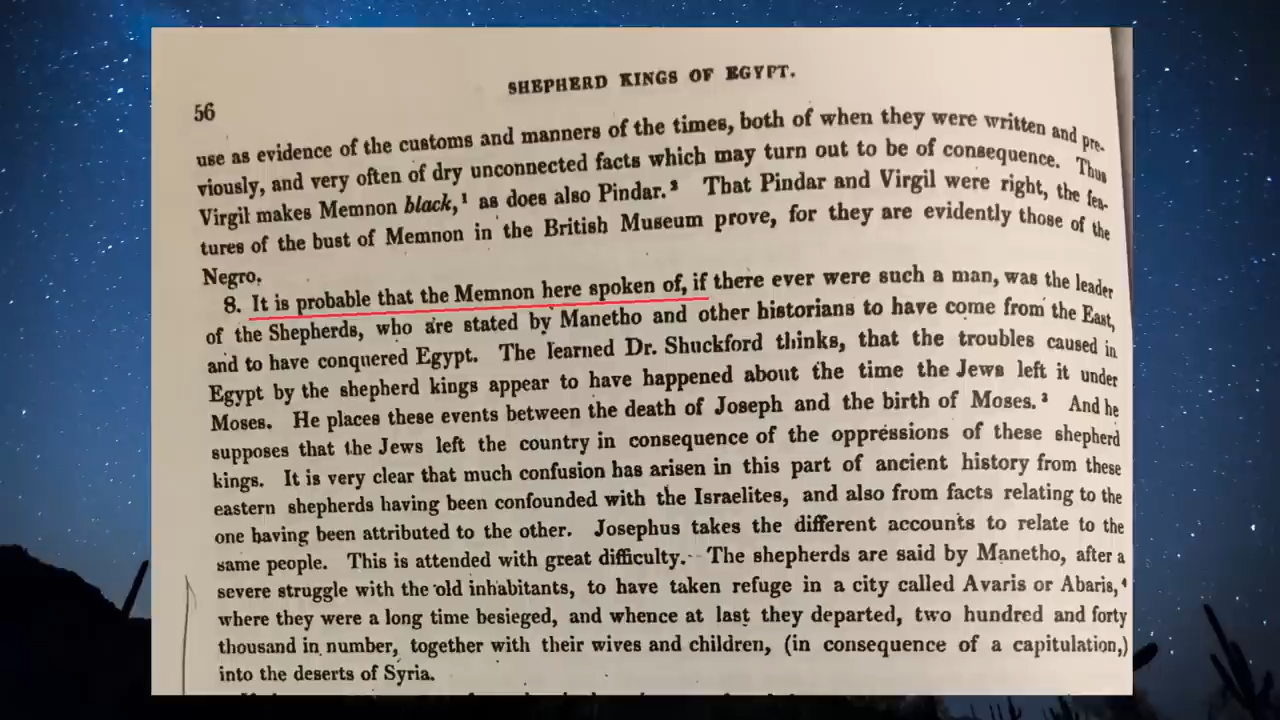 56
SHEPHERD KINGS OF EGYPT.
use as evidence of the customs and manners of the times, both of when they were written and pre-
viously, and very often of dry unconnected facts which may turn out to be of consequence. Thus
Virgil makes Memnon black,¹ as does also Pindar.² That Pindar and Virgil were right, the fea-
tures of the bust of Memnon in the British Museum prove, for they are evidently those of the
Negro.
8. It is probable that the Memnon here spoken of, if there ever were such a man, was the leader
of the Shepherds, who are stated by Manetho and other historians to have come from the East,
and to have conquered Egypt. The learned Dr. Shuckford thinks, that the troubles caused in
Egypt by the shepherd kings appear to have happened about the time the Jews left it under
Moses. He places these events between the death of Joseph and the birth of Moses.³ And he
supposes that the Jews left the country in consequence of the oppressions of these shepherd
kings. It is very clear that much confusion has arisen in this part of ancient history from these
eastern shepherds having been confounded with the Israelites, and also from facts relating to the
one having been attributed to the other. Josephus takes the different accounts to relate to the
same people. This is attended with great difficulty. The shepherds are said by Manetho, after a
severe struggle with the old inhabitants, to have taken refuge in a city called Avaris or Abaris,⁴
where they were a long time besieged, and whence at last they departed, two hundred and forty
thousand in number, together with their wives and children, (in consequence of a capitulation,)
into the deserts of Syria.